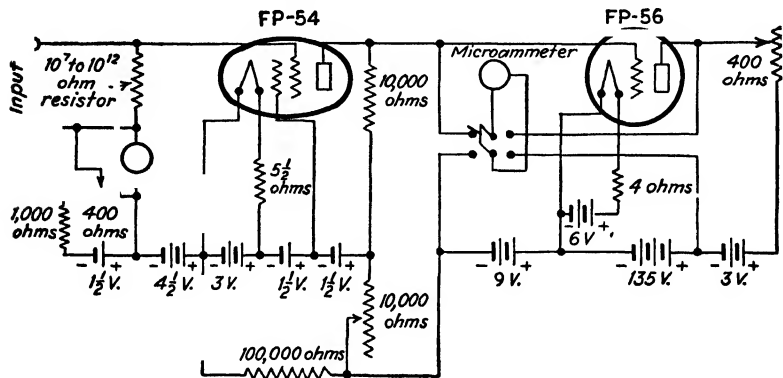 FP-54
FP-56
Input
10⁷ to 10¹²
ohm
resistor
10,000
ohms
Microammeter
400
ohms
5½
ohms
4 ohms
1,000
ohms
400
ohms
- +
1½ V.
- +
4½ V.
- +
3 V.
- +
1½ V.
- +
1½ V.
- +
6 V.
- +
9 V.
- +
135 V.
- +
3 V.
10,000
ohms
100,000 ohms